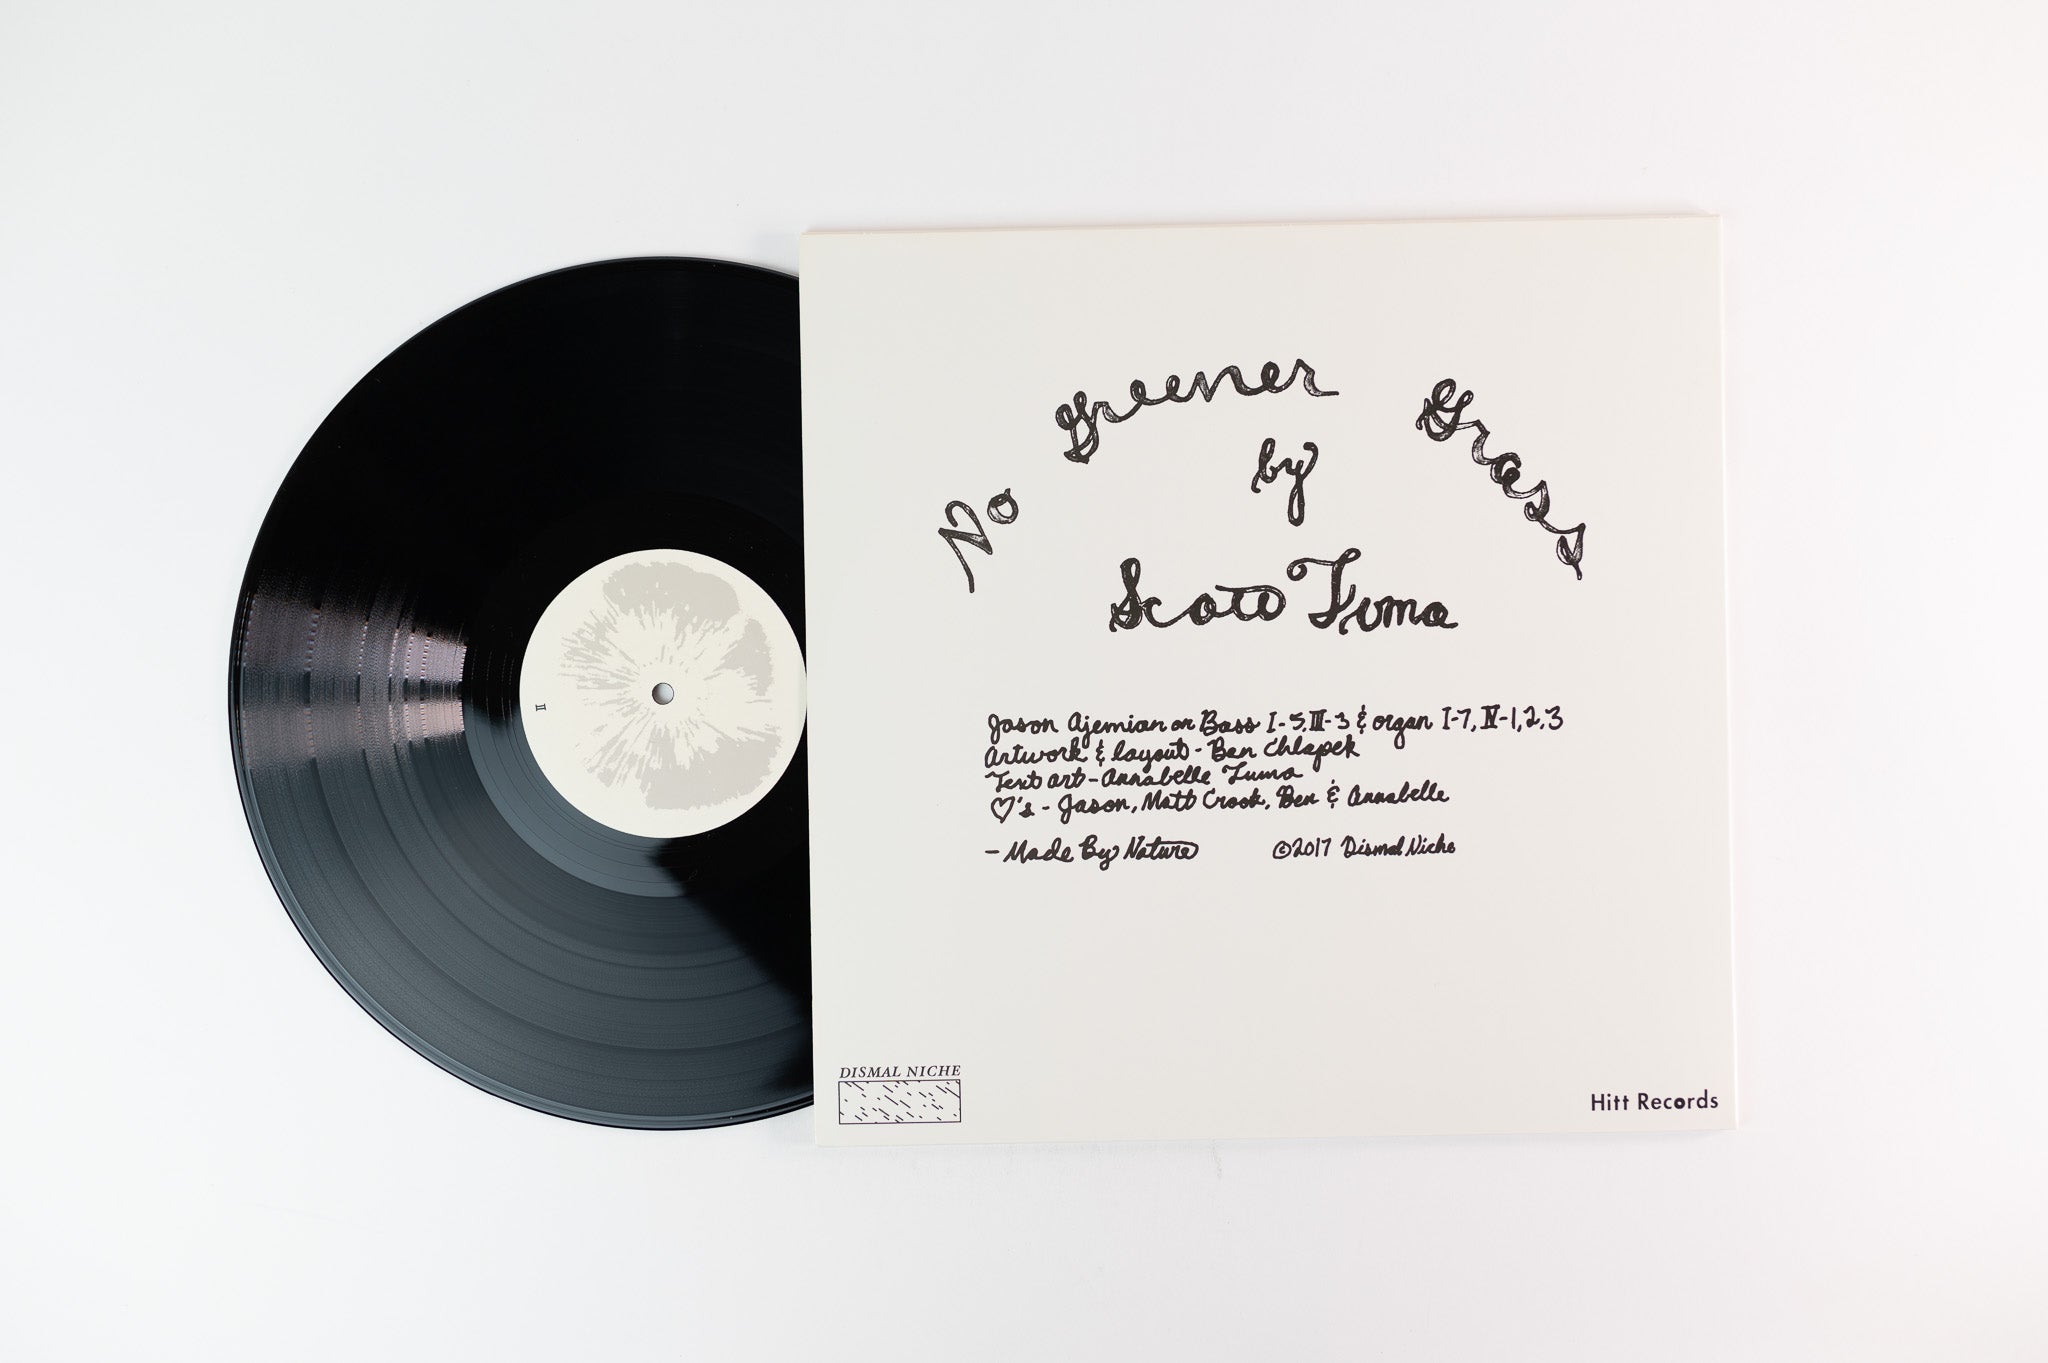 No Greener Grass
by
Scott Tuma
Jason Ajemian on Bass I-5, III-3 & organ I-7, IV-1,2,3
Artwork & layout - Ben Chlapek
Text art - Annabelle Tuma
♡'s - Jason, Matt Crook, Ben & Annabelle
- Made By Nature ©2017 Dismal Niche
DISMAL NICHE
Hitt Records
II